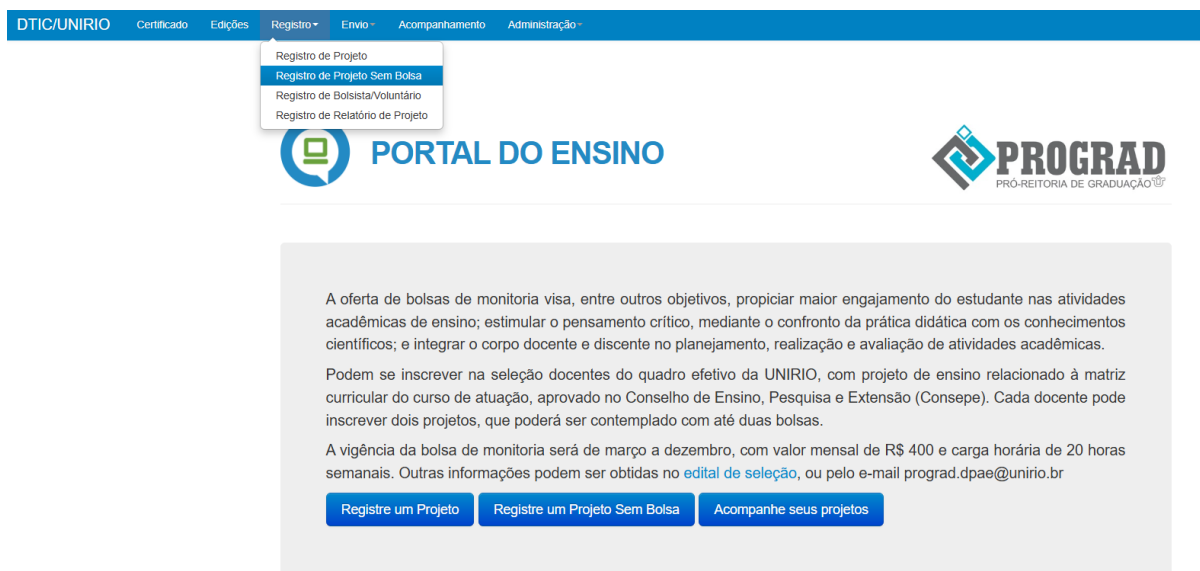 DTIC/UNIRIO Certificado Edições Registro Envio Acompanhamento Administração
Registro de Projeto
Registro de Projeto Sem Bolsa
Registro de Bolsista/Voluntário
Registro de Relatório de Projeto
PORTAL DO ENSINO
PROGRAD
PRÓ-REITORIA DE GRADUAÇÃO
A oferta de bolsas de monitoria visa, entre outros objetivos, propiciar maior engajamento do estudante nas atividades
acadêmicas de ensino; estimular o pensamento crítico, mediante o confronto da prática didática com os conhecimentos
científicos; e integrar o corpo docente e discente no planejamento, realização e avaliação de atividades acadêmicas.
Podem se inscrever na seleção docentes do quadro efetivo da UNIRIO, com projeto de ensino relacionado à matriz
curricular do curso de atuação, aprovado no Conselho de Ensino, Pesquisa e Extensão (Consepe). Cada docente pode
inscrever dois projetos, que poderá ser contemplado com até duas bolsas.
A vigência da bolsa de monitoria será de março a dezembro, com valor mensal de R$ 400 e carga horária de 20 horas
semanais. Outras informações podem ser obtidas no edital de seleção, ou pelo e-mail prograd.dpae@unirio.br
Registre um Projeto Registre um Projeto Sem Bolsa Acompanhe seus projetos